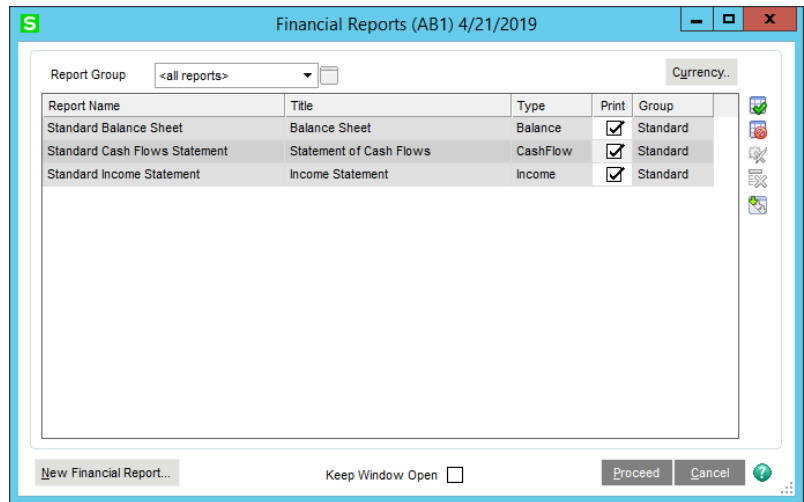 S Financial Reports (AB1) 4/21/2019
Report Group <all reports> Currency..
Report Name Title Type Print Group
Standard Balance Sheet Balance Sheet Balance Standard
Standard Cash Flows Statement Statement of Cash Flows CashFlow Standard
Standard Income Statement Income Statement Income Standard
New Financial Report... Keep Window Open Proceed Cancel ?